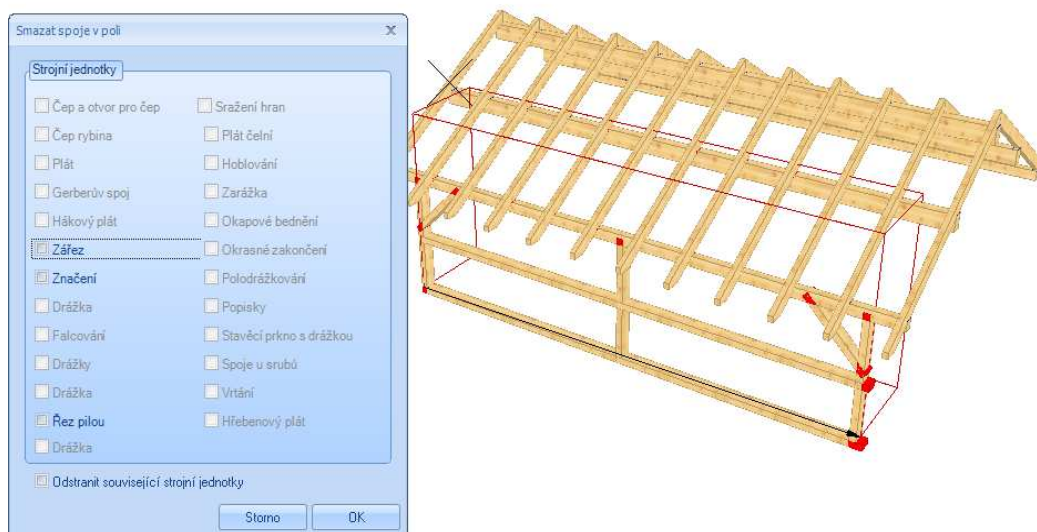 Smazat spoje v poli
Strojní jednotky
Čep a otvor pro čep
Čep rybina
Plát
Gerberův spoj
Hákový plát
Zářez
Značení
Drážka
Falcování
Drážky
Drážka
Řez pilou
Drážka
Sražení hran
Plát čelní
Hoblování
Zarážka
Okapové bednění
Okrasné zakončení
Polodrážkování
Popisky
Stavěcí prkno s drážkou
Spoje u srubů
Vrtání
Hřebenový plát
Odstranit související strojní jednotky
Storno
OK